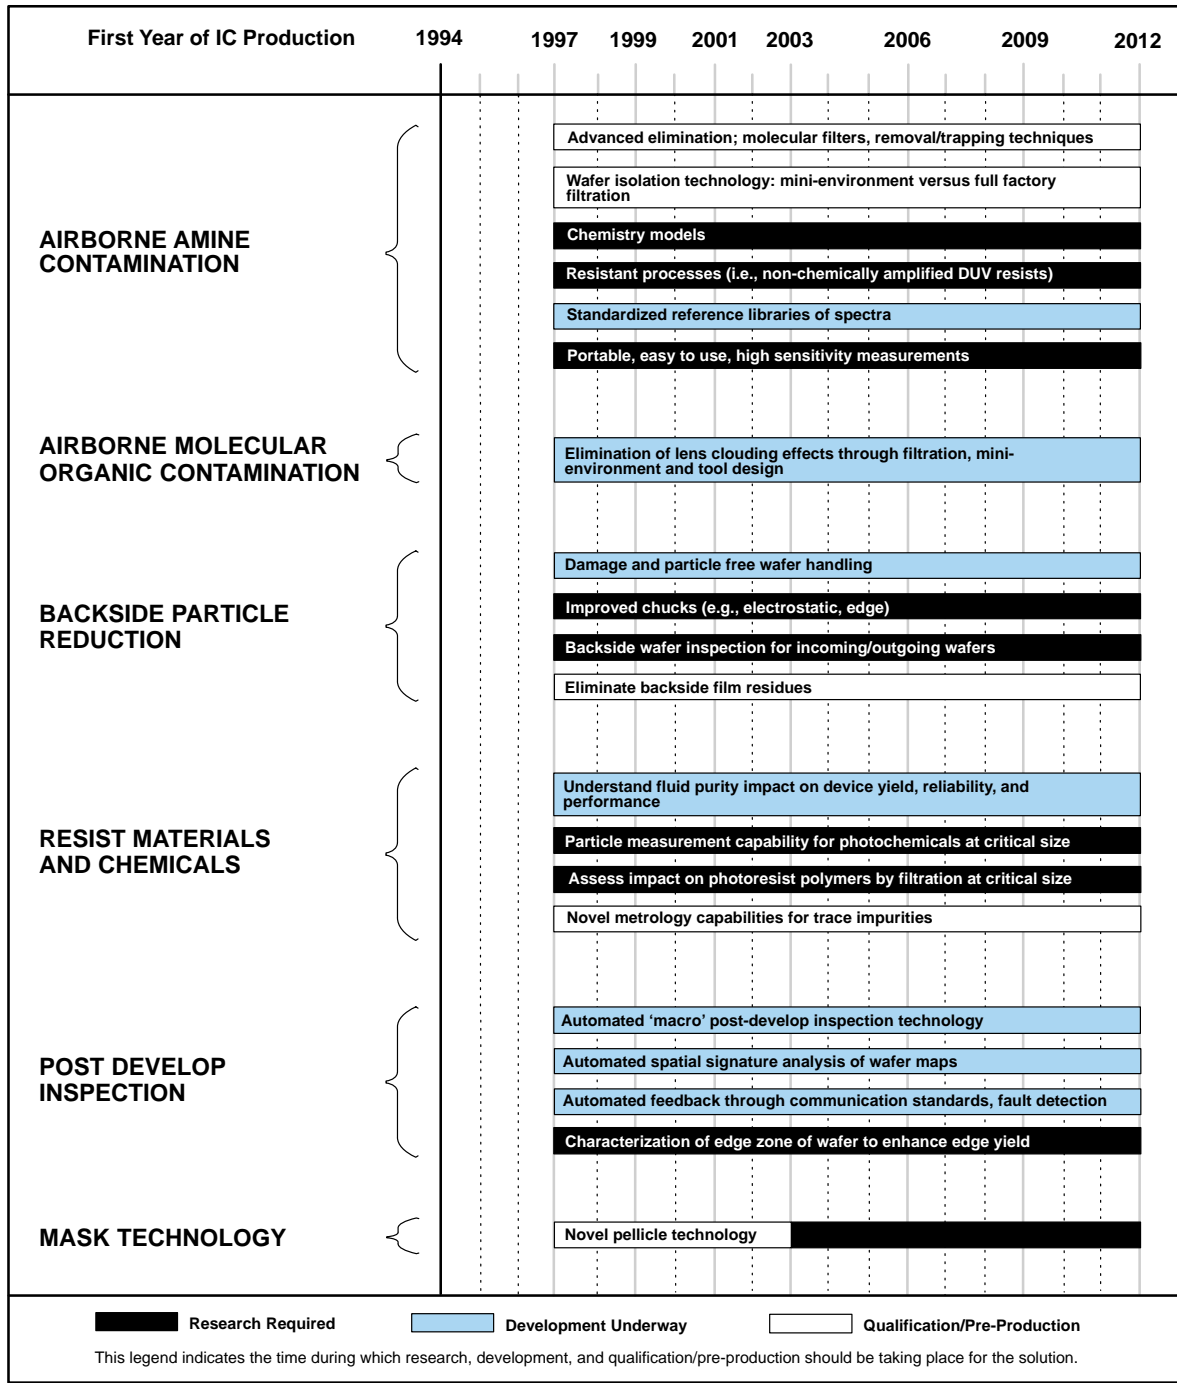 First Year of IC Production 1994 1997 1999 2001 2003 2006 2009 2012
AIRBORNE AMINE
CONTAMINATION
Advanced elimination; molecular filters, removal/trapping techniques
Wafer isolation technology: mini-environment versus full factory
filtration
Chemistry models
Resistant processes (i.e., non-chemically amplified DUV resists)
Standardized reference libraries of spectra
Portable, easy to use, high sensitivity measurements
AIRBORNE MOLECULAR
ORGANIC CONTAMINATION
Elimination of lens clouding effects through filtration, mini-
environment and tool design
BACKSIDE PARTICLE
REDUCTION
Damage and particle free wafer handling
Improved chucks (e.g., electrostatic, edge)
Backside wafer inspection for incoming/outgoing wafers
Eliminate backside film residues
RESIST MATERIALS
AND CHEMICALS
Understand fluid purity impact on device yield, reliability, and
performance
Particle measurement capability for photochemicals at critical size
Assess impact on photoresist polymers by filtration at critical size
Novel metrology capabilities for trace impurities
POST DEVELOP
INSPECTION
Automated ‘macro’ post-develop inspection technology
Automated spatial signature analysis of wafer maps
Automated feedback through communication standards, fault detection
Characterization of edge zone of wafer to enhance edge yield
MASK TECHNOLOGY
Novel pellicle technology
Research Required Development Underway Qualification/Pre-Production
This legend indicates the time during which research, development, and qualification/pre-production should be taking place for the solution.